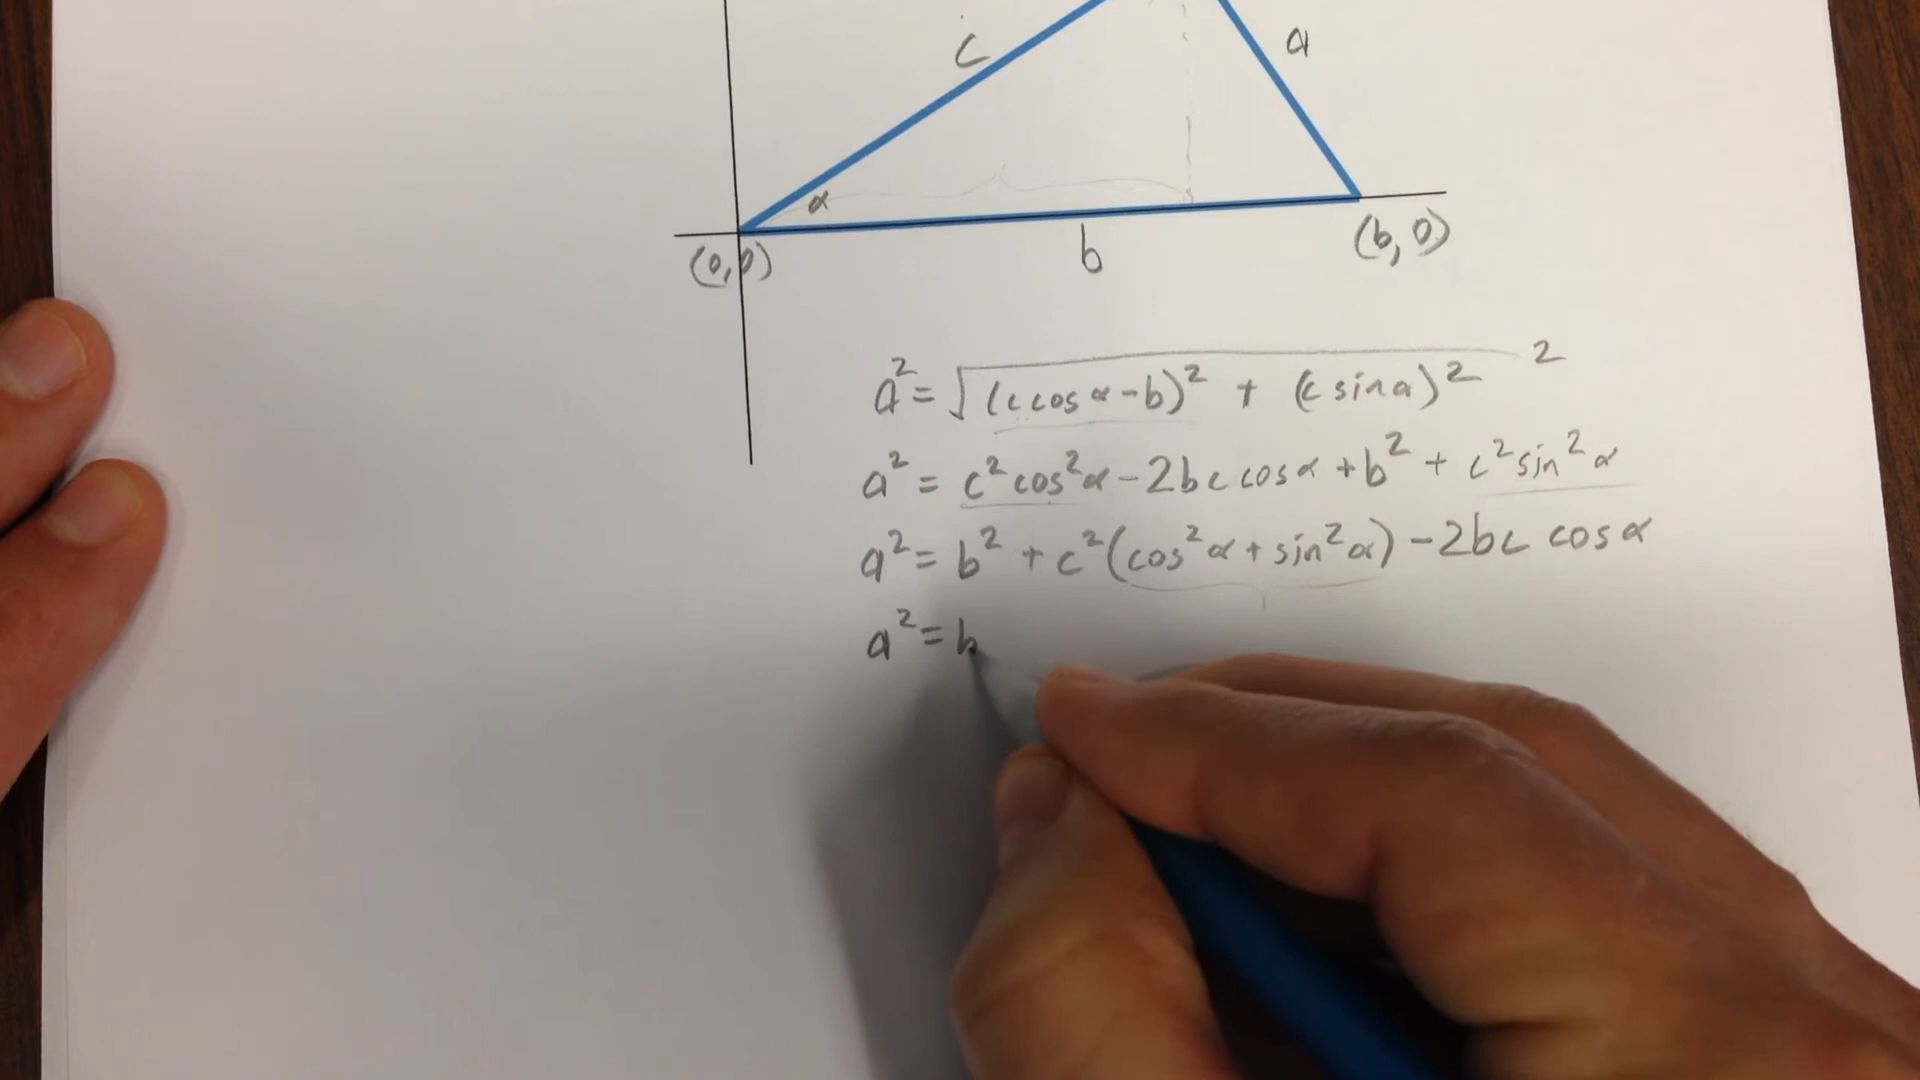 c
a
α
(0,0)
b
(b, 0)
a² = √(c cos α - b)² + (c sin α)² ²
a² = c² cos² α - 2bc cos α + b² + c² sin² α
a² = b² + c² (cos² α + sin² α) - 2bc cos α
a² = b